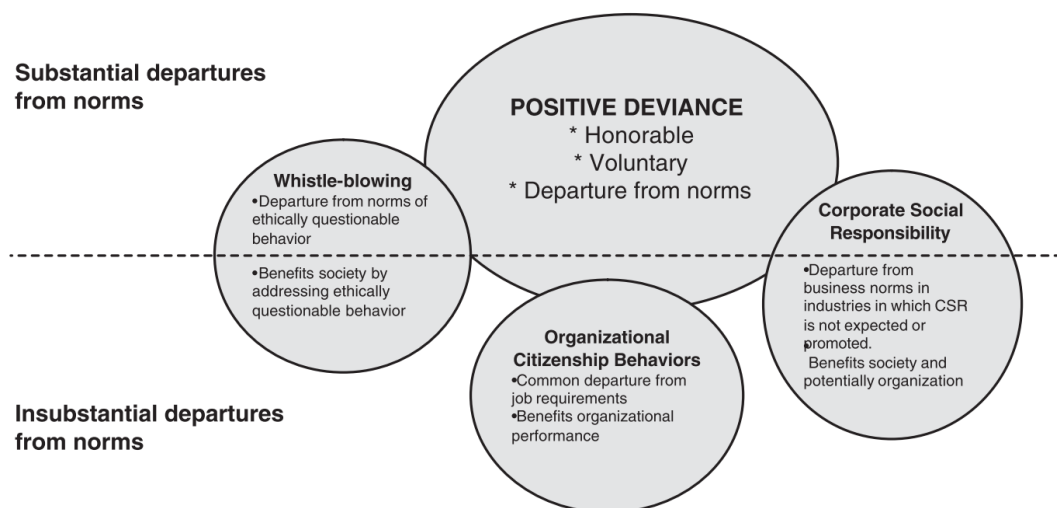 Substantial departures
from norms
POSITIVE DEVIANCE
* Honorable
* Voluntary
* Departure from norms
Whistle-blowing
•Departure from norms of
ethically questionable
behavior
•Benefits society by
addressing ethically
questionable behavior
Corporate Social
Responsibility
•Departure from
business norms in
industries in which CSR
is not expected or
promoted.
• Benefits society and
potentially organization
Organizational
Citizenship Behaviors
•Common departure from
job requirements
•Benefits organizational
performance
Insubstantial departures
from norms